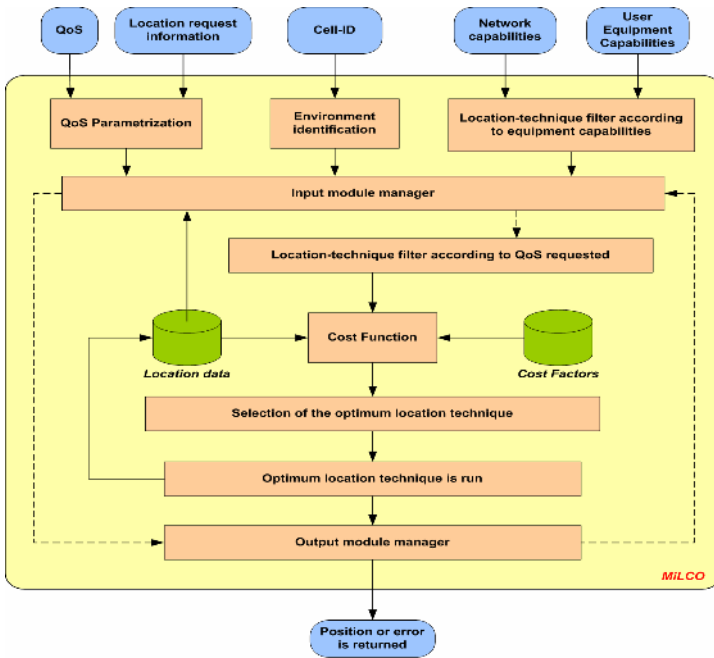 QoS
Location request
information
Cell-ID
Network
capabilities
User
Equipment
Capabilities
QoS Parametrization
Environment
identification
Location-technique filter according
to equipment capabilities
Input module manager
Location-technique filter according to QoS requested
Cost Function
Location data
Cost Factors
Selection of the optimum location technique
Optimum location technique is run
Output module manager
MiLCO
Position or error
is returned